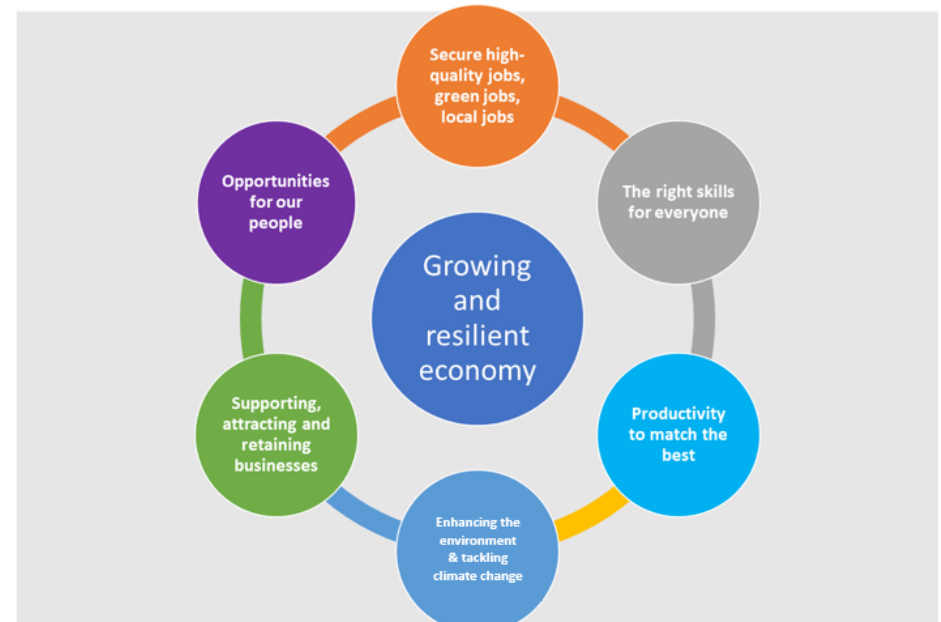 Secure high-
quality jobs,
green jobs,
local jobs
The right skills
for everyone
Productivity
to match the
best
Enhancing the
environment
& tackling
climate change
Supporting,
attracting and
retaining
businesses
Opportunities
for our
people
Growing
and
resilient
economy